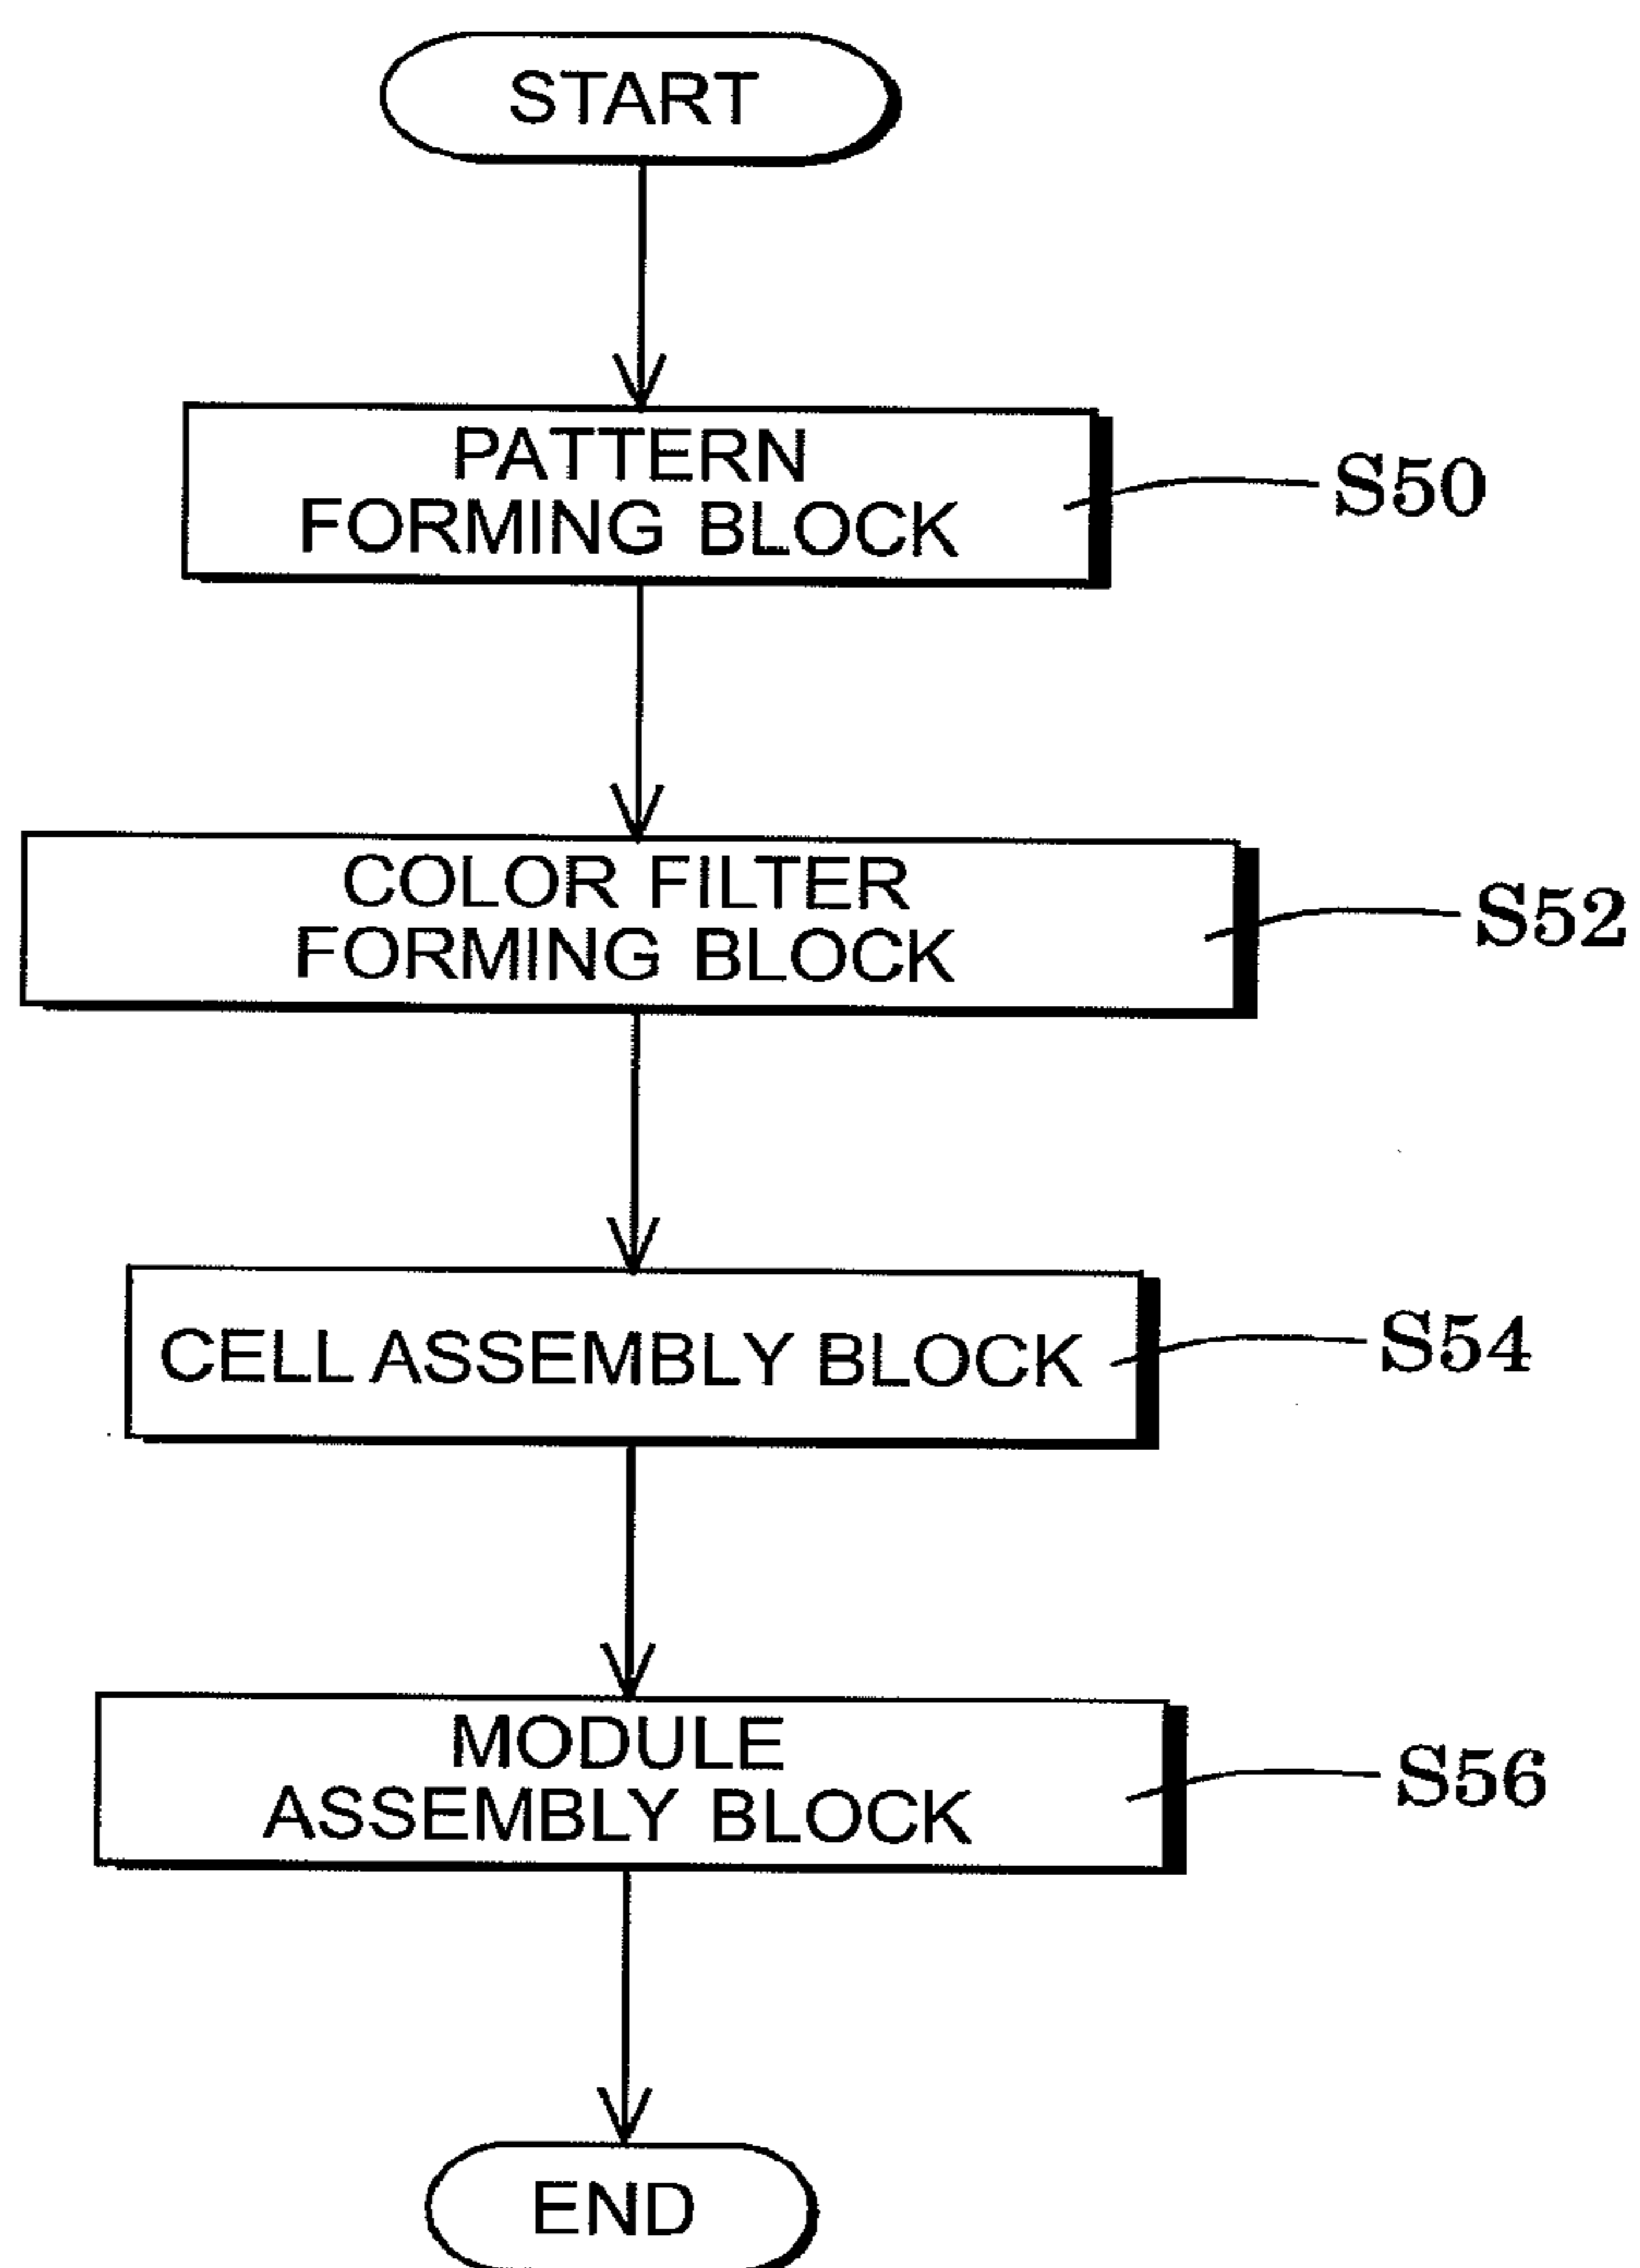 START
PATTERN
FORMING BLOCK
S50
COLOR FILTER
FORMING BLOCK
S52
CELL ASSEMBLY BLOCK
S54
MODULE
ASSEMBLY BLOCK
S56
END